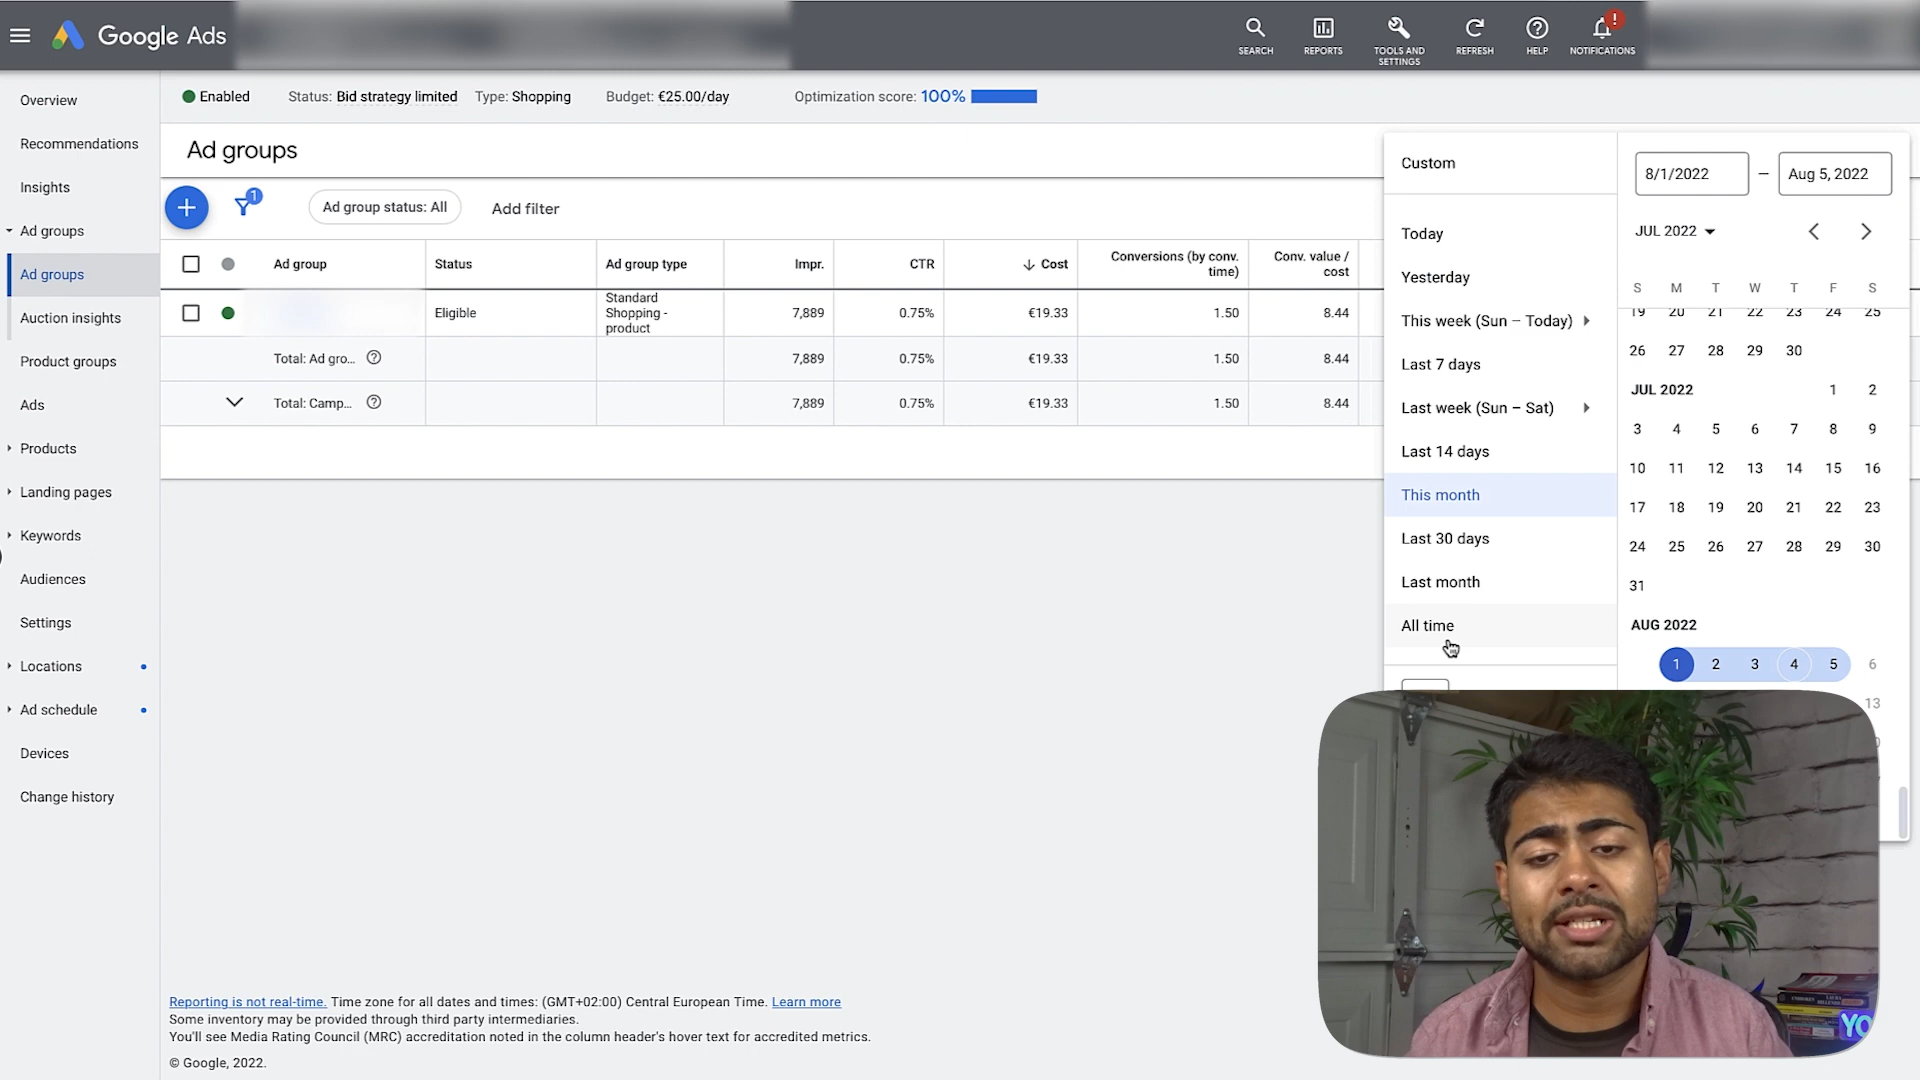 Google Ads
SEARCH
REPORTS
TOOLS AND
SETTINGS
REFRESH
HELP
!
NOTIFICATIONS
Overview
Recommendations
Insights
Ad groups
Ad groups
Auction insights
Product groups
Ads
Products
Landing pages
Keywords
Audiences
Settings
Locations
Ad schedule
Devices
Change history
Enabled Status: Bid strategy limited Type: Shopping Budget: €25.00/day Optimization score: 100%
Ad groups
1
Ad group status: All Add filter
Ad group Status Ad group type Impr. CTR Cost Conversions (by conv. time) Conv. value / cost
Eligible Standard Shopping - product 7,889 0.75% €19.33 1.50 8.44
Total: Ad gro... 7,889 0.75% €19.33 1.50 8.44
Total: Camp... 7,889 0.75% €19.33 1.50 8.44
Custom
Today
Yesterday
This week (Sun – Today)
Last 7 days
Last week (Sun – Sat)
Last 14 days
This month
Last 30 days
Last month
All time
8/1/2022 – Aug 5, 2022
JUL 2022
S M T W T F S
19 20 21 22 23 24 25
26 27 28 29 30
JUL 2022 1 2
3 4 5 6 7 8 9
10 11 12 13 14 15 16
17 18 19 20 21 22 23
24 25 26 27 28 29 30
31
AUG 2022
1 2 3 4 5 6
13
Reporting is not real-time. Time zone for all dates and times: (GMT+02:00) Central European Time. Learn more
Some inventory may be provided through third party intermediaries.
You'll see Media Rating Council (MRC) accreditation noted in the column header's hover text for accredited metrics.
© Google, 2022.
YO